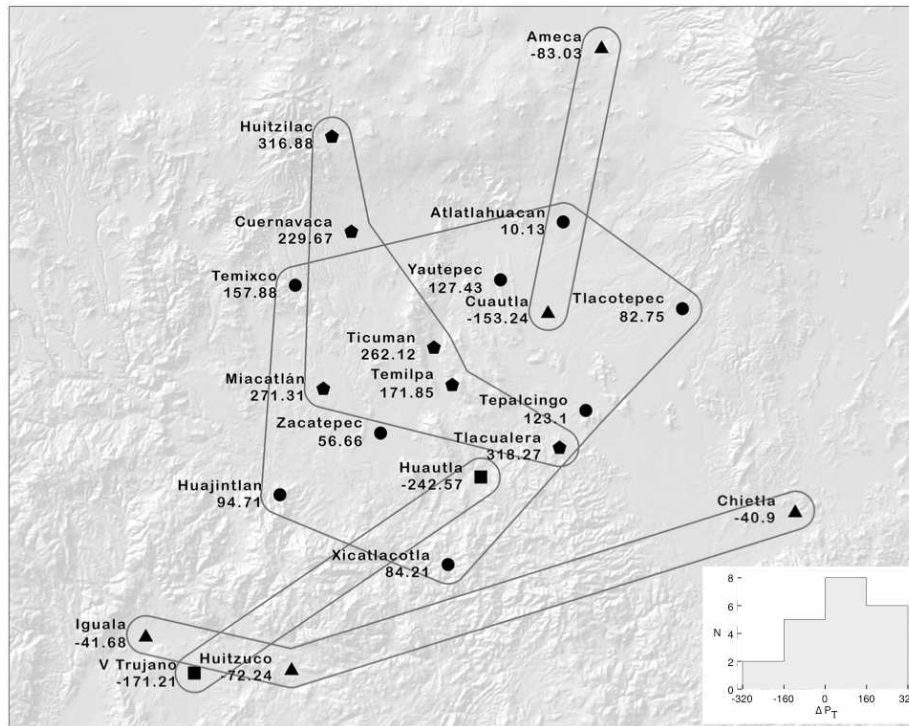 Ameca
-83.03
Huitzilac
316.88
Cuernavaca
229.67
Atlatlahuacan
10.13
Temixco
157.88
Yautepec
127.43
Cuautla
-153.24
Tlacotepec
82.75
Ticuman
262.12
Miacatlán
271.31
Temilpa
171.85
Tepalcingo
123.1
Zacatepec
56.66
Tlacualera
318.27
Huautla
-242.57
Huajintlan
94.71
Chietla
-40.9
Xicatlacotla
84.21
Iguala
-41.68
V Trujano
-171.21
Huitzuco
-72.24
8
6
N 4
2
0
-320 -160 0 160 32
Δ P T